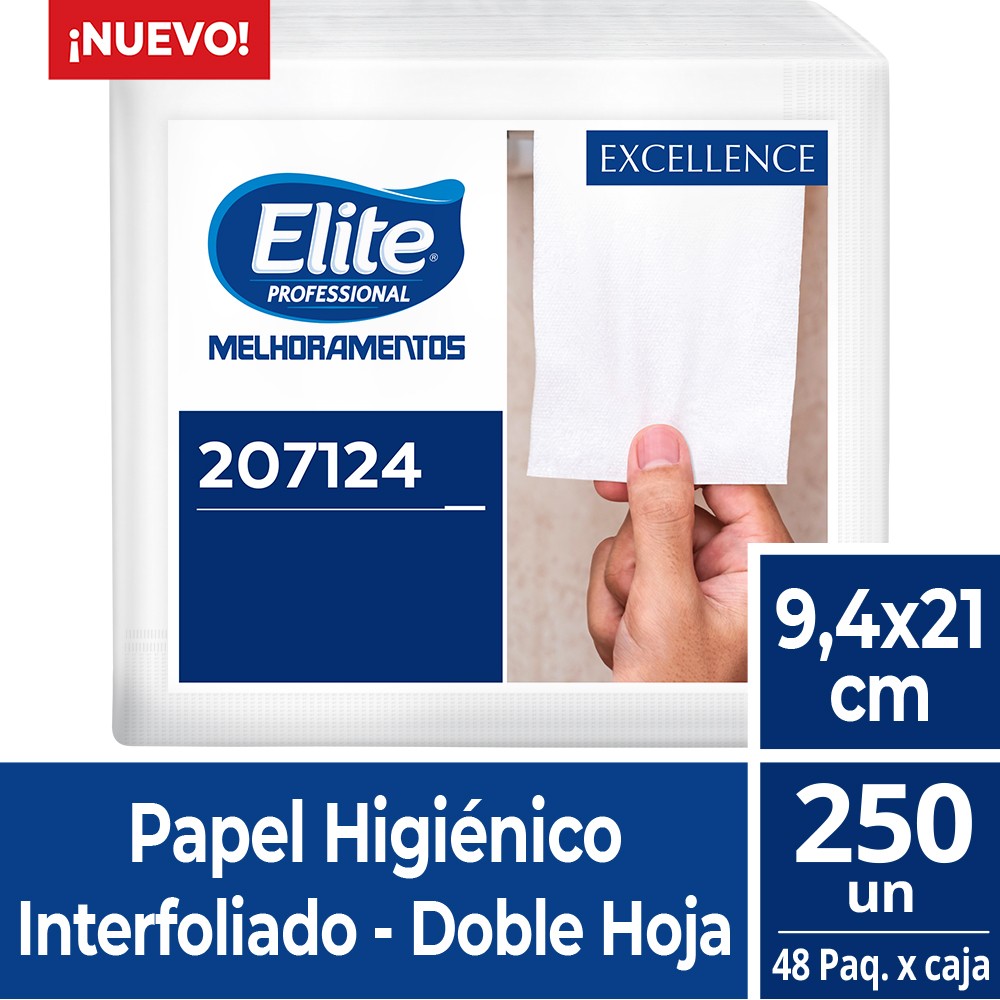 ¡NUEVO!
EXCELLENCE
Elite®
PROFESSIONAL
MELHORAMENTOS
207124
9,4x21
cm
Papel Higiénico
Interfoliado - Doble Hoja
250
un
48 Paq. x caja